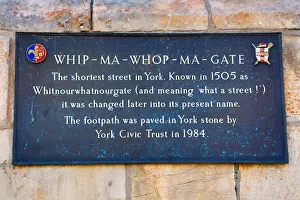 WHIP-MA-WHOP-MA-GATE
The shortest street in York. Known in 1505 as
Whitnourwhatnourgate (and meaning 'what a street!')
it was changed later into its present name.
The footpath was paved in York stone by
York Civic Trust in 1984.